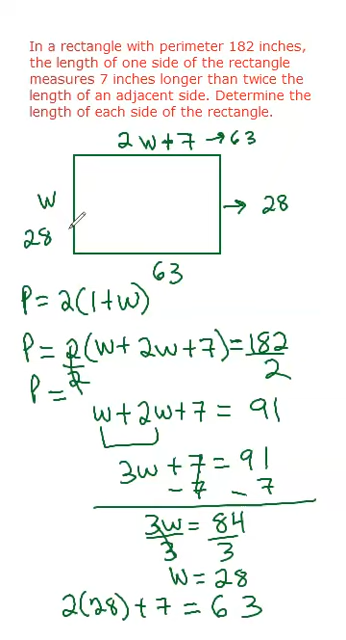 In a rectangle with perimeter 182 inches,
the length of one side of the rectangle
measures 7 inches longer than twice the
length of an adjacent side. Determine the
length of each side of the rectangle.
2w+7 → 63
w
→ 28
28
63
P = 2(l+w)
P = 2/2 (w + 2w + 7) = 182/2
P =
w + 2w + 7 = 91
3w + 7 = 91
- 7 - 7
3w/3 = 84/3
w = 28
2(28) + 7 = 63